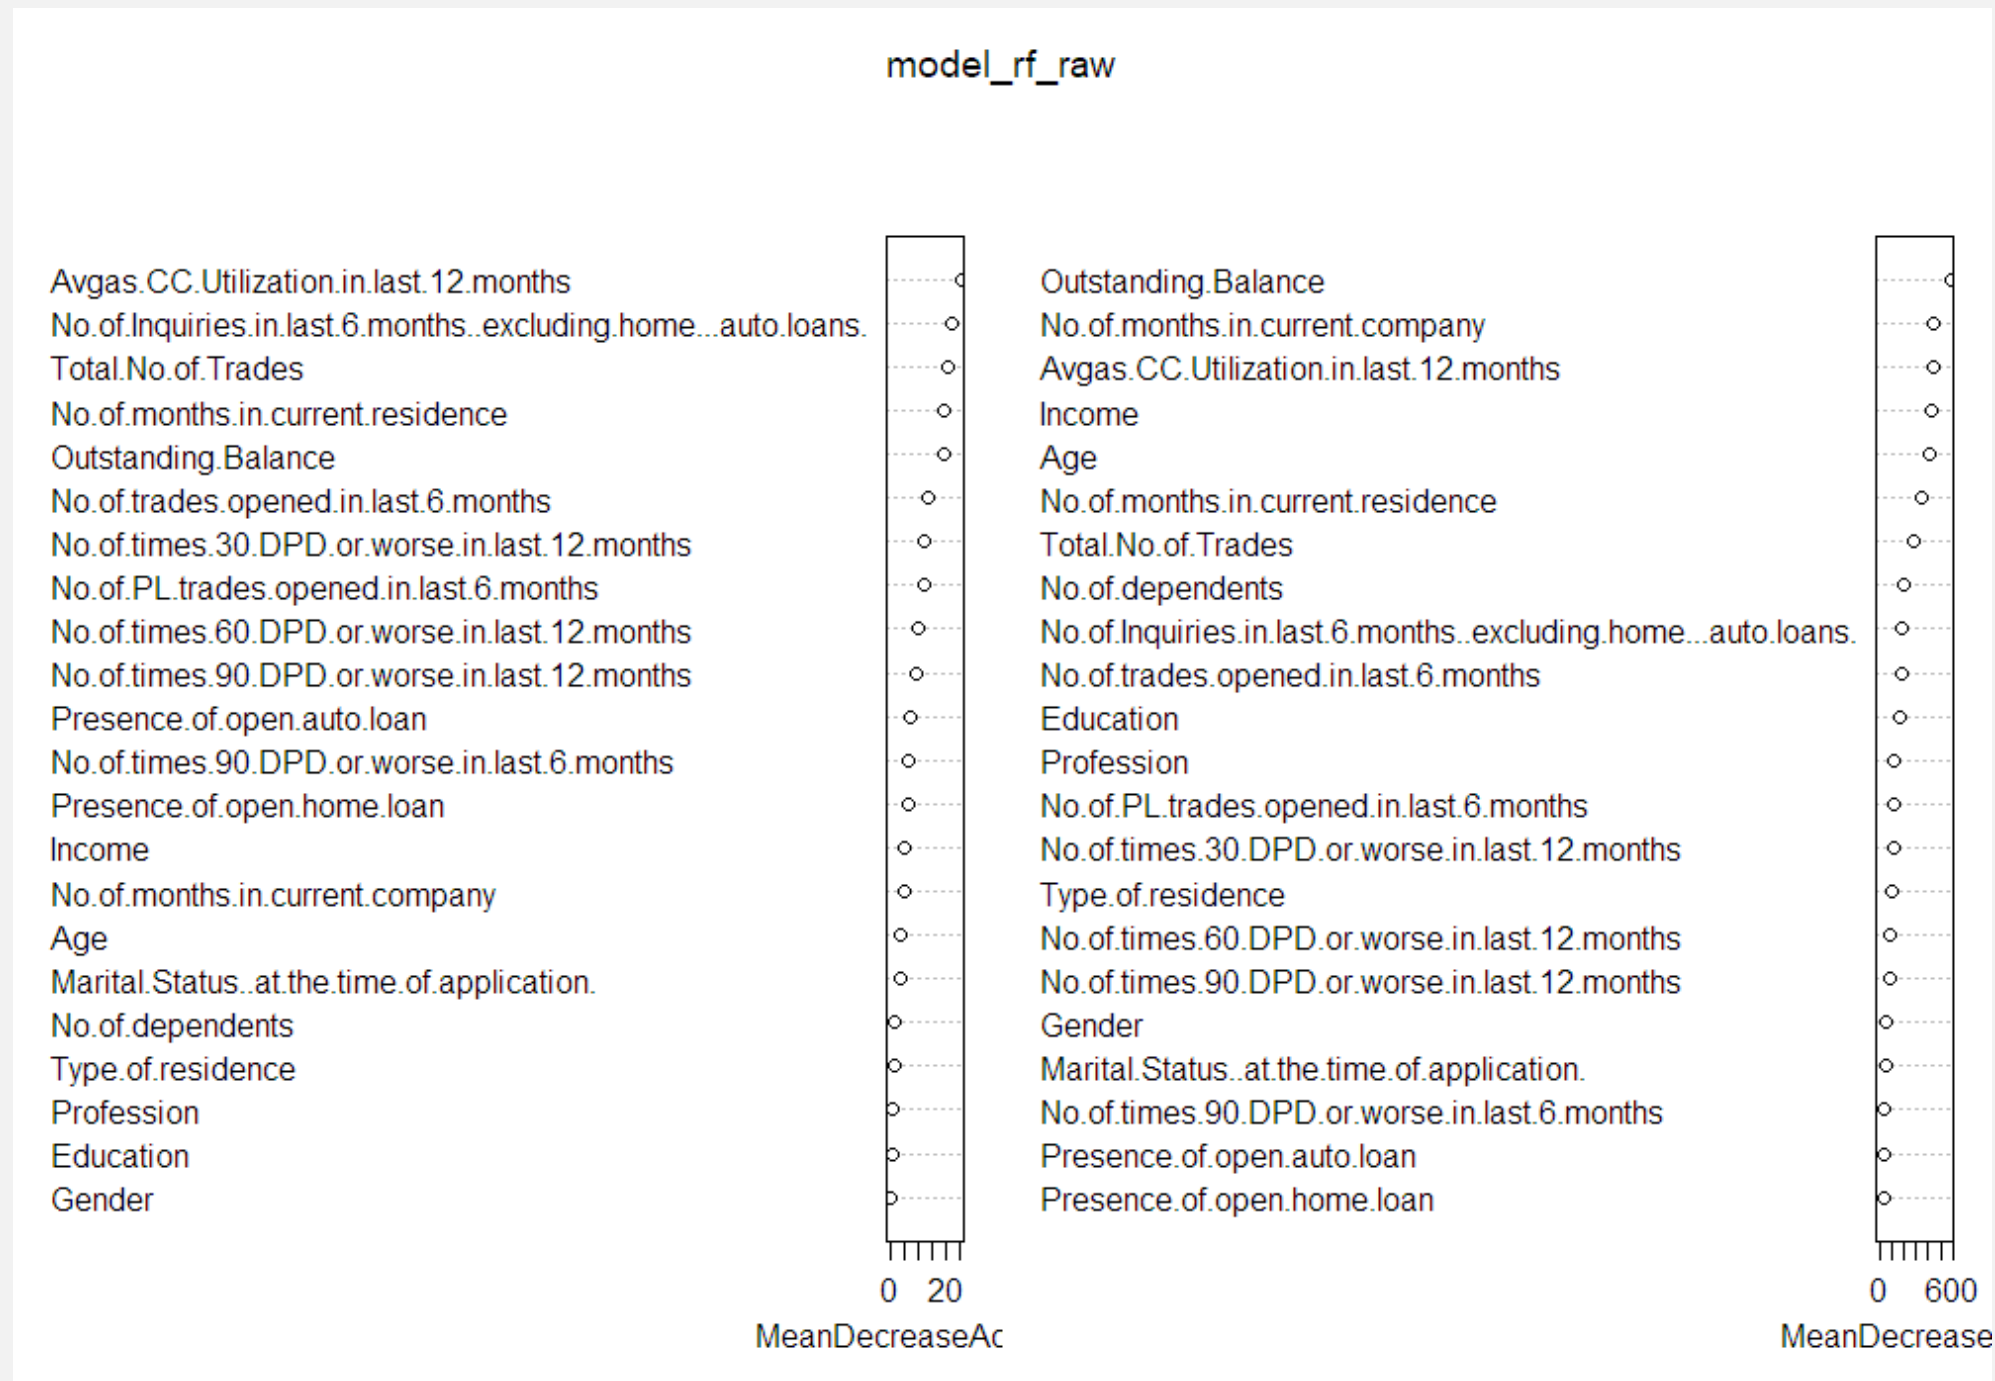 model_rf_raw
Avgas.CC.Utilization.in.last.12.months
No.of.Inquiries.in.last.6.months..excluding.home...auto.loans.
Total.No.of.Trades
No.of.months.in.current.residence
Outstanding.Balance
No.of.trades.opened.in.last.6.months
No.of.times.30.DPD.or.worse.in.last.12.months
No.of.PL.trades.opened.in.last.6.months
No.of.times.60.DPD.or.worse.in.last.12.months
No.of.times.90.DPD.or.worse.in.last.12.months
Presence.of.open.auto.loan
No.of.times.90.DPD.or.worse.in.last.6.months
Presence.of.open.home.loan
Income
No.of.months.in.current.company
Age
Marital.Status..at.the.time.of.application.
No.of.dependents
Type.of.residence
Profession
Education
Gender
0 20
MeanDecreaseAc
Outstanding.Balance
No.of.months.in.current.company
Avgas.CC.Utilization.in.last.12.months
Income
Age
No.of.months.in.current.residence
Total.No.of.Trades
No.of.dependents
No.of.Inquiries.in.last.6.months..excluding.home...auto.loans.
No.of.trades.opened.in.last.6.months
Education
Profession
No.of.PL.trades.opened.in.last.6.months
No.of.times.30.DPD.or.worse.in.last.12.months
Type.of.residence
No.of.times.60.DPD.or.worse.in.last.12.months
No.of.times.90.DPD.or.worse.in.last.12.months
Gender
Marital.Status..at.the.time.of.application.
No.of.times.90.DPD.or.worse.in.last.6.months
Presence.of.open.auto.loan
Presence.of.open.home.loan
0 600
MeanDecrease